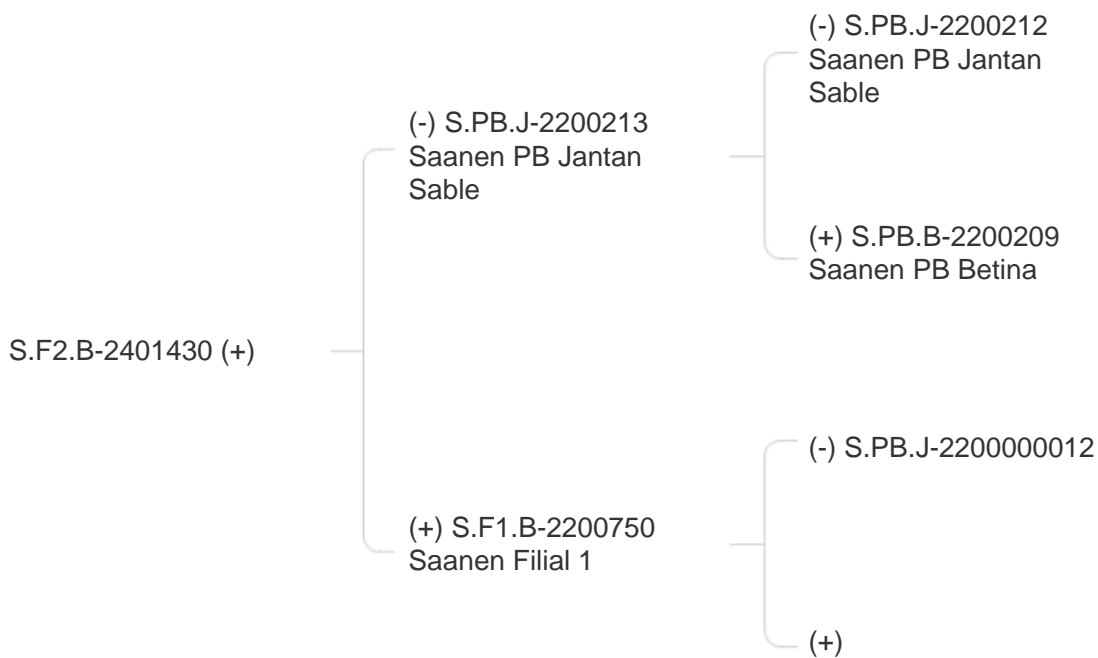 (-) S.PB.J-2200212
Saanen PB Jantan
Sable
(-) S.PB.J-2200213
Saanen PB Jantan
Sable
(+) S.PB.B-2200209
Saanen PB Betina
S.F2.B-2401430 (+)
(-) S.PB.J-2200000012
(+) S.F1.B-2200750
Saanen Filial 1
(+)